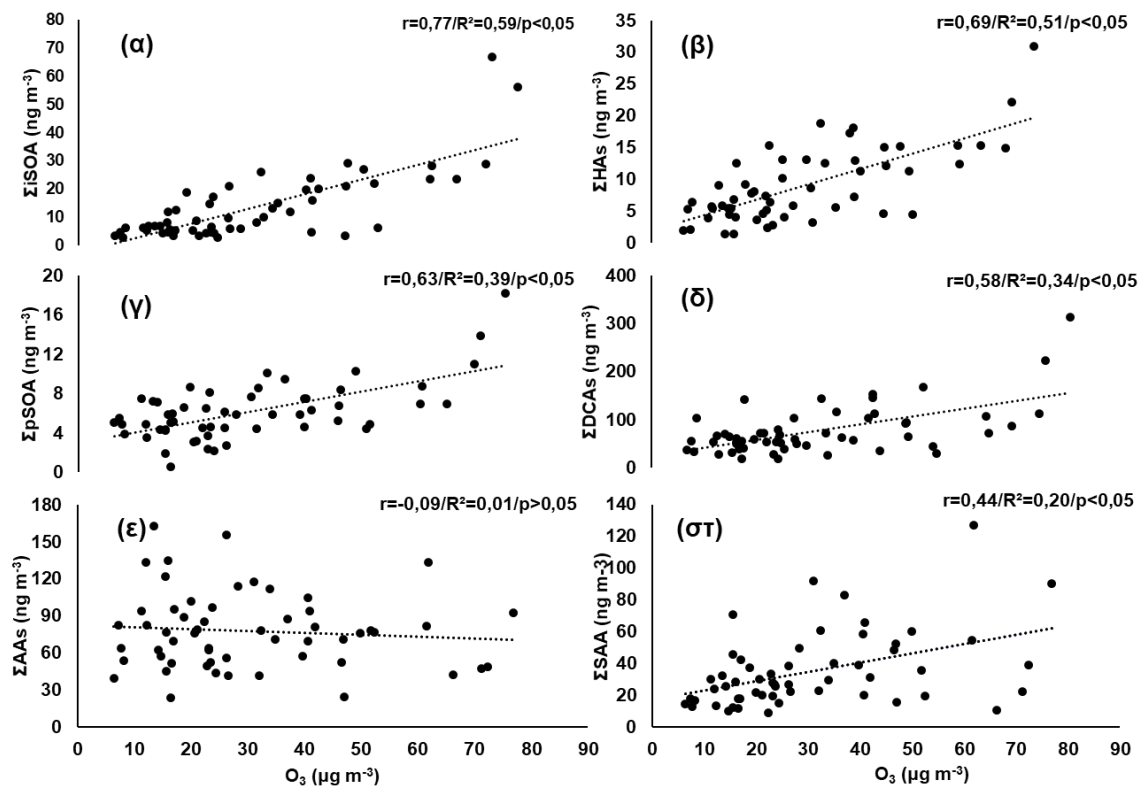 r=0,77/R²=0,59/p<0,05
(α)
ΣiSOA (ng m⁻³)
80
70
60
50
40
30
20
10
0
r=0,69/R²=0,51/p<0,05
(β)
ΣHAs (ng m⁻³)
35
30
25
20
15
10
5
0
r=0,63/R²=0,39/p<0,05
(γ)
ΣpSOA (ng m⁻³)
20
16
12
8
4
0
r=0,58/R²=0,34/p<0,05
(δ)
ΣDCAs (ng m⁻³)
400
300
200
100
0
r=-0,09/R²=0,01/p>0,05
(ε)
ΣAAs (ng m⁻³)
180
150
120
90
60
30
0
0 10 20 30 40 50 60 70 80 90
O₃ (μg m⁻³)
r=0,44/R²=0,20/p<0,05
(στ)
ΣSAA (ng m-3)
140
120
100
80
60
40
20
0
0 10 20 30 40 50 60 70 80 90
O₃ (μg m⁻³)